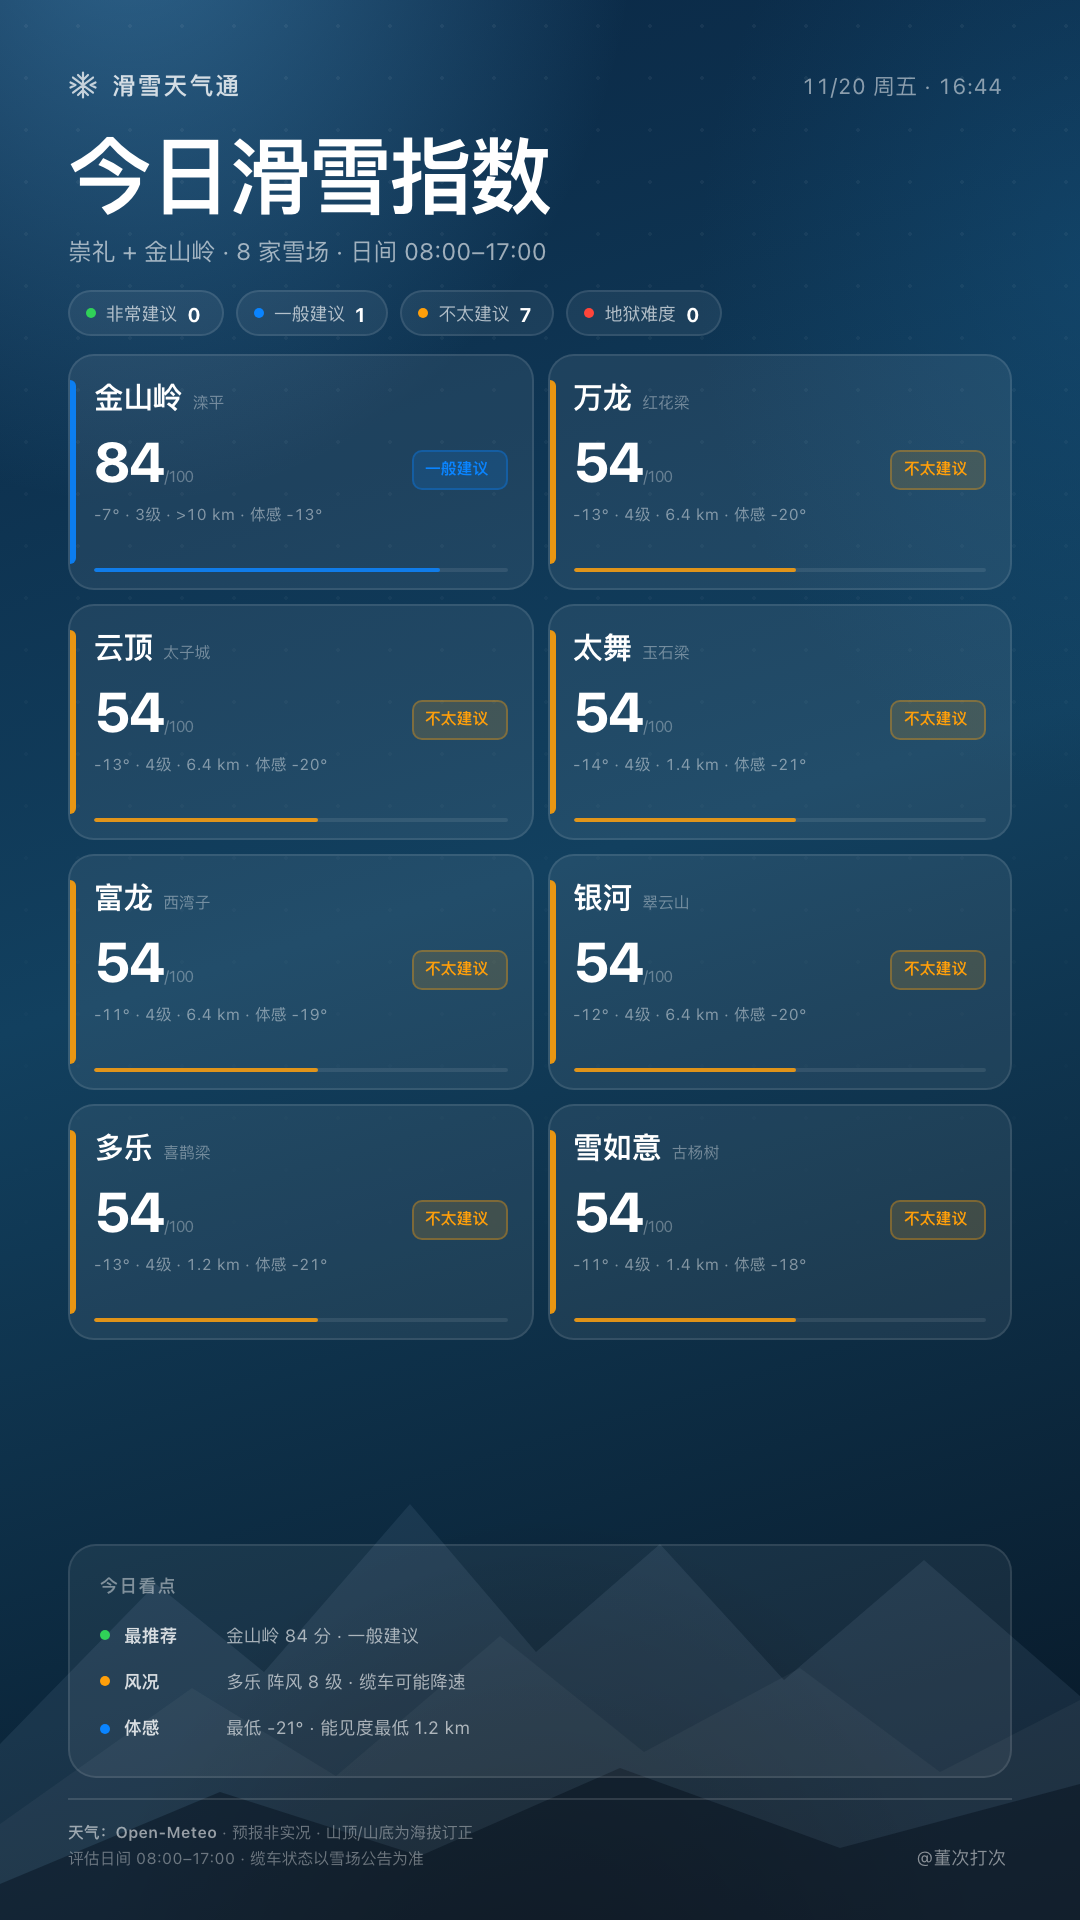 滑雪天气通
11/20 周五 · 16:44
今日滑雪指数
崇礼 + 金山岭 · 8 家雪场 · 日间 08:00–17:00
非常建议 0
一般建议 1
不太建议 7
地狱难度 0
金山岭 滦平
84/100
一般建议
-7° · 3级 · >10 km · 体感 -13°
万龙 红花梁
54/100
不太建议
-13° · 4级 · 6.4 km · 体感 -20°
云顶 太子城
54/100
不太建议
-13° · 4级 · 6.4 km · 体感 -20°
太舞 玉石梁
54/100
不太建议
-14° · 4级 · 1.4 km · 体感 -21°
富龙 西湾子
54/100
不太建议
-11° · 4级 · 6.4 km · 体感 -19°
银河 翠云山
54/100
不太建议
-12° · 4级 · 6.4 km · 体感 -20°
多乐 喜鹊梁
54/100
不太建议
-13° · 4级 · 1.2 km · 体感 -21°
雪如意 古杨树
54/100
不太建议
-11° · 4级 · 1.4 km · 体感 -18°
今日看点
最推荐 金山岭 84 分 · 一般建议
风况 多乐 阵风 8 级 · 缆车可能降速
体感 最低 -21° · 能见度最低 1.2 km
天气：Open-Meteo · 预报非实况 · 山顶/山底为海拔订正
评估日间 08:00–17:00 · 缆车状态以雪场公告为准
@董次打次